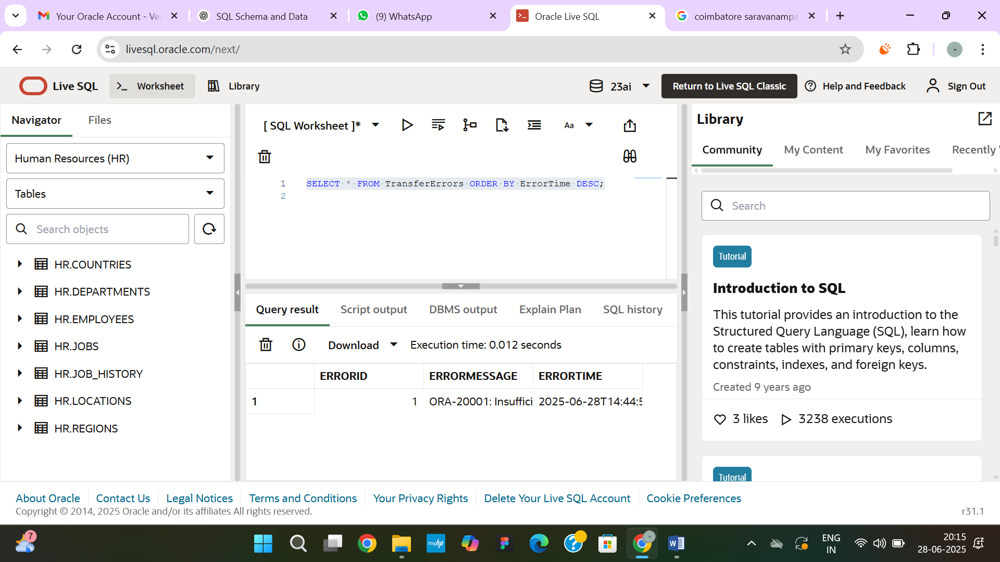 Your Oracle Account - Ve
SQL Schema and Data
(9) WhatsApp
Oracle Live SQL
coimbatore saravanampa
livesql.oracle.com/next/
Live SQL
Worksheet
Library
23ai
Return to Live SQL Classic
Help and Feedback
Sign Out
Navigator
Files
Human Resources (HR)
Tables
Search objects
HR.COUNTRIES
HR.DEPARTMENTS
HR.EMPLOYEES
HR.JOBS
HR.JOB_HISTORY
HR.LOCATIONS
HR.REGIONS
[ SQL Worksheet ]*
Aa
1 SELECT * FROM TransferErrors ORDER BY ErrorTime DESC;
2
Query result
Script output
DBMS output
Explain Plan
SQL history
Download
Execution time: 0.012 seconds
ERRORID ERRORMESSAGE ERRORTIME
1 1 ORA-20001: Insuffici 2025-06-28T14:44:5
Library
Community
My Content
My Favorites
Recently
Search
Tutorial
Introduction to SQL
This tutorial provides an introduction to the
Structured Query Language (SQL), learn how
to create tables with primary keys, columns,
constraints, indexes, and foreign keys.
Created 9 years ago
3 likes
3238 executions
Tutorial
About Oracle
Contact Us
Legal Notices
Terms and Conditions
Your Privacy Rights
Delete Your Live SQL Account
Cookie Preferences
Copyright © 2014, 2025 Oracle and/or its affiliates All rights reserved.
r31.1
7
myhp
ENG
IN
20:15
28-06-2025